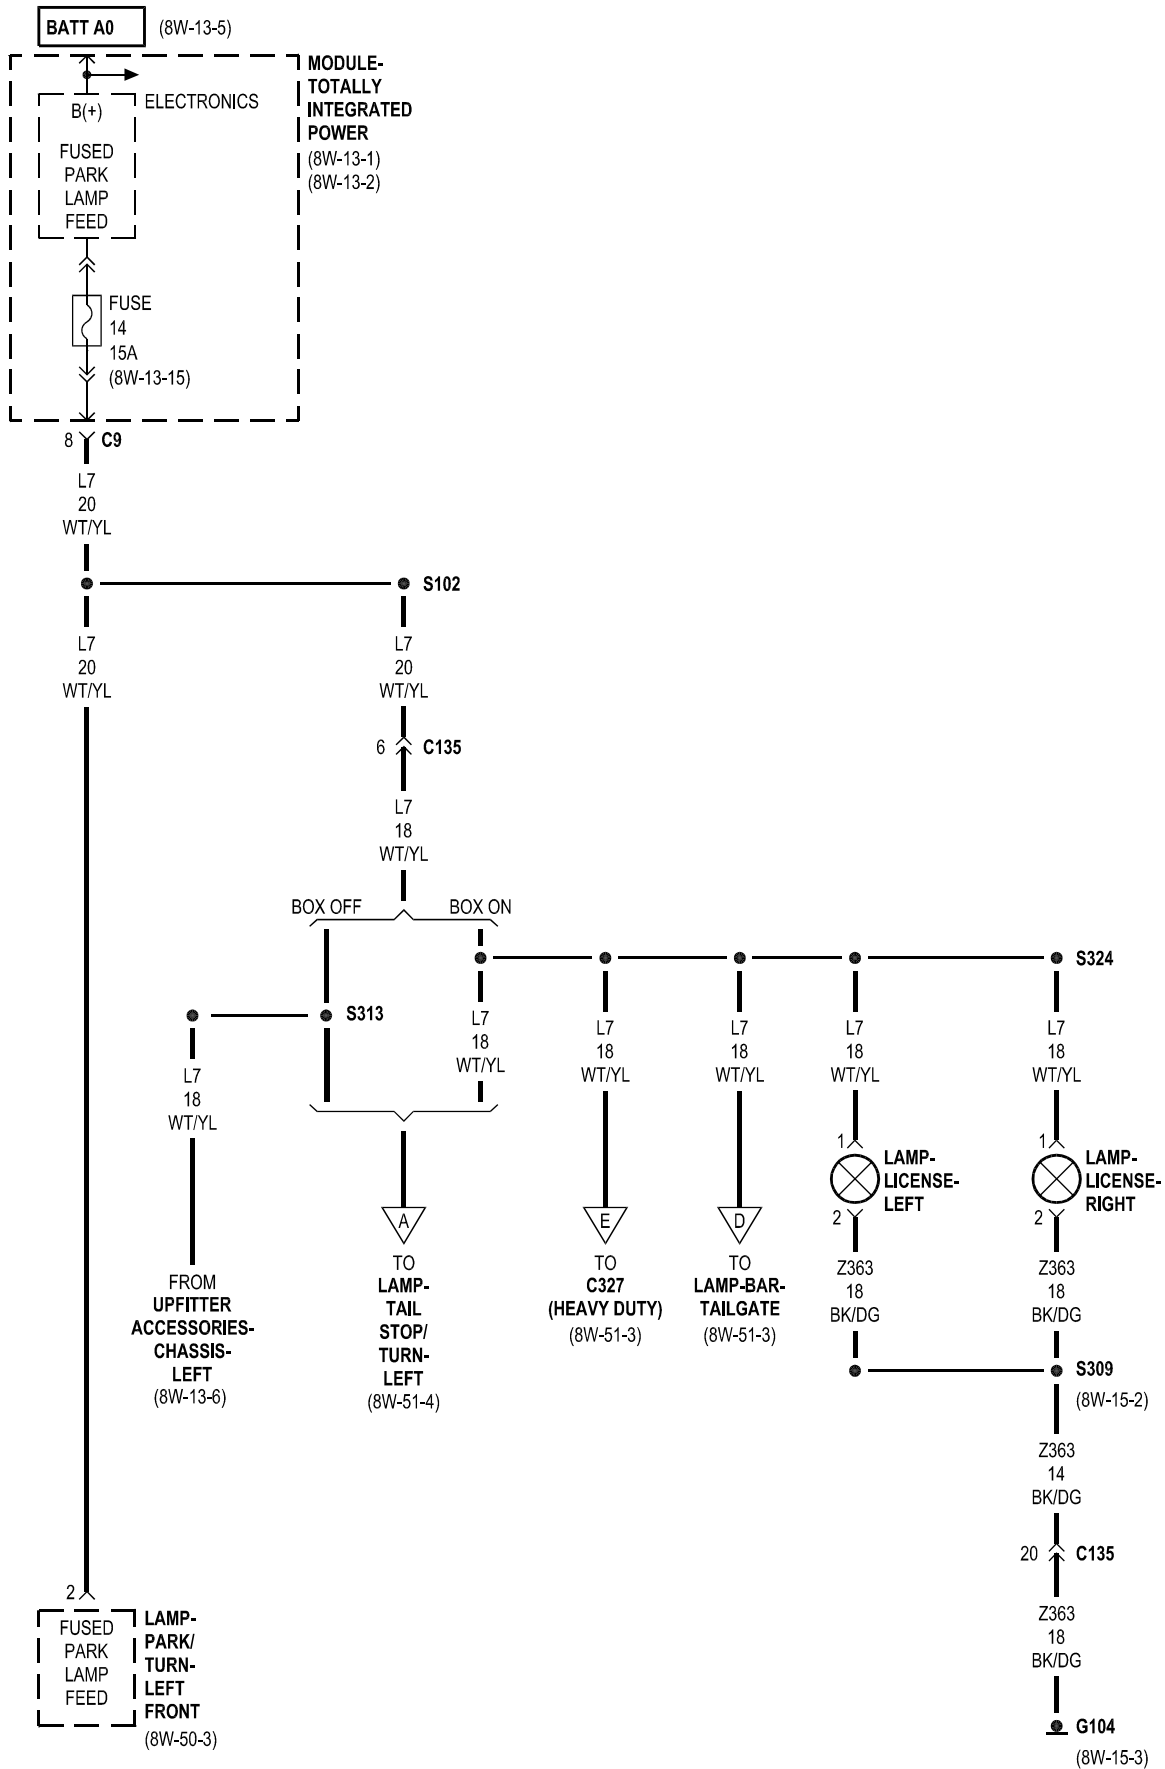 BATT A0 (8W-13-5)
MODULE-
TOTALLY
INTEGRATED
POWER
(8W-13-1)
(8W-13-2)
ELECTRONICS
B(+)
FUSED
PARK
LAMP
FEED
FUSE
14
15A
(8W-13-15)
8 C9
L7
20
WT/YL
S102
L7
20
WT/YL
L7
20
WT/YL
6 C135
L7
18
WT/YL
BOX OFF BOX ON
S324
S313
L7
18
WT/YL
L7
18
WT/YL
L7
18
WT/YL
L7
18
WT/YL
L7
18
WT/YL
L7
18
WT/YL
1
LAMP-
LICENSE-
LEFT
2
1
LAMP-
LICENSE-
RIGHT
2
A
TO
LAMP-
TAIL
STOP/
TURN-
LEFT
(8W-51-4)
E
TO
C327
(HEAVY DUTY)
(8W-51-3)
D
TO
LAMP-BAR-
TAILGATE
(8W-51-3)
FROM
UPFITTER
ACCESSORIES-
CHASSIS-
LEFT
(8W-13-6)
Z363
18
BK/DG
Z363
18
BK/DG
S309
(8W-15-2)
Z363
14
BK/DG
20 C135
Z363
18
BK/DG
G104
(8W-15-3)
2
FUSED
PARK
LAMP
FEED
LAMP-
PARK/
TURN-
LEFT
FRONT
(8W-50-3)